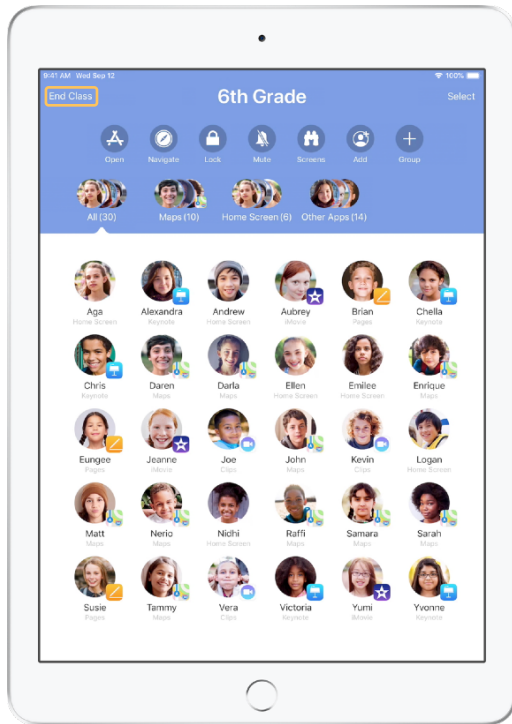 9:41 AM Wed Sep 12 100%
End Class 6th Grade Select
Open Navigate Lock Mute Screens Add Group
All (30) Maps (10) Home Screen (6) Other Apps (14)
Aga Alexandra Andrew Aubrey Brian Chella
Home Screen Keynote Home Screen iMovie Pages Keynote
Chris Daren Darla Ellen Emilee Enrique
Keynote Maps Maps Home Screen Home Screen Maps
Eungee Jeanne Joe John Kevin Logan
Pages iMovie Clips Maps Clips Home Screen
Matt Nerio Nidhi Raffi Samara Sarah
Maps Maps Home Screen Maps Maps Maps
Susie Tammy Vera Victoria Yumi Yvonne
Pages Maps Clips Keynote iMovie Keynote